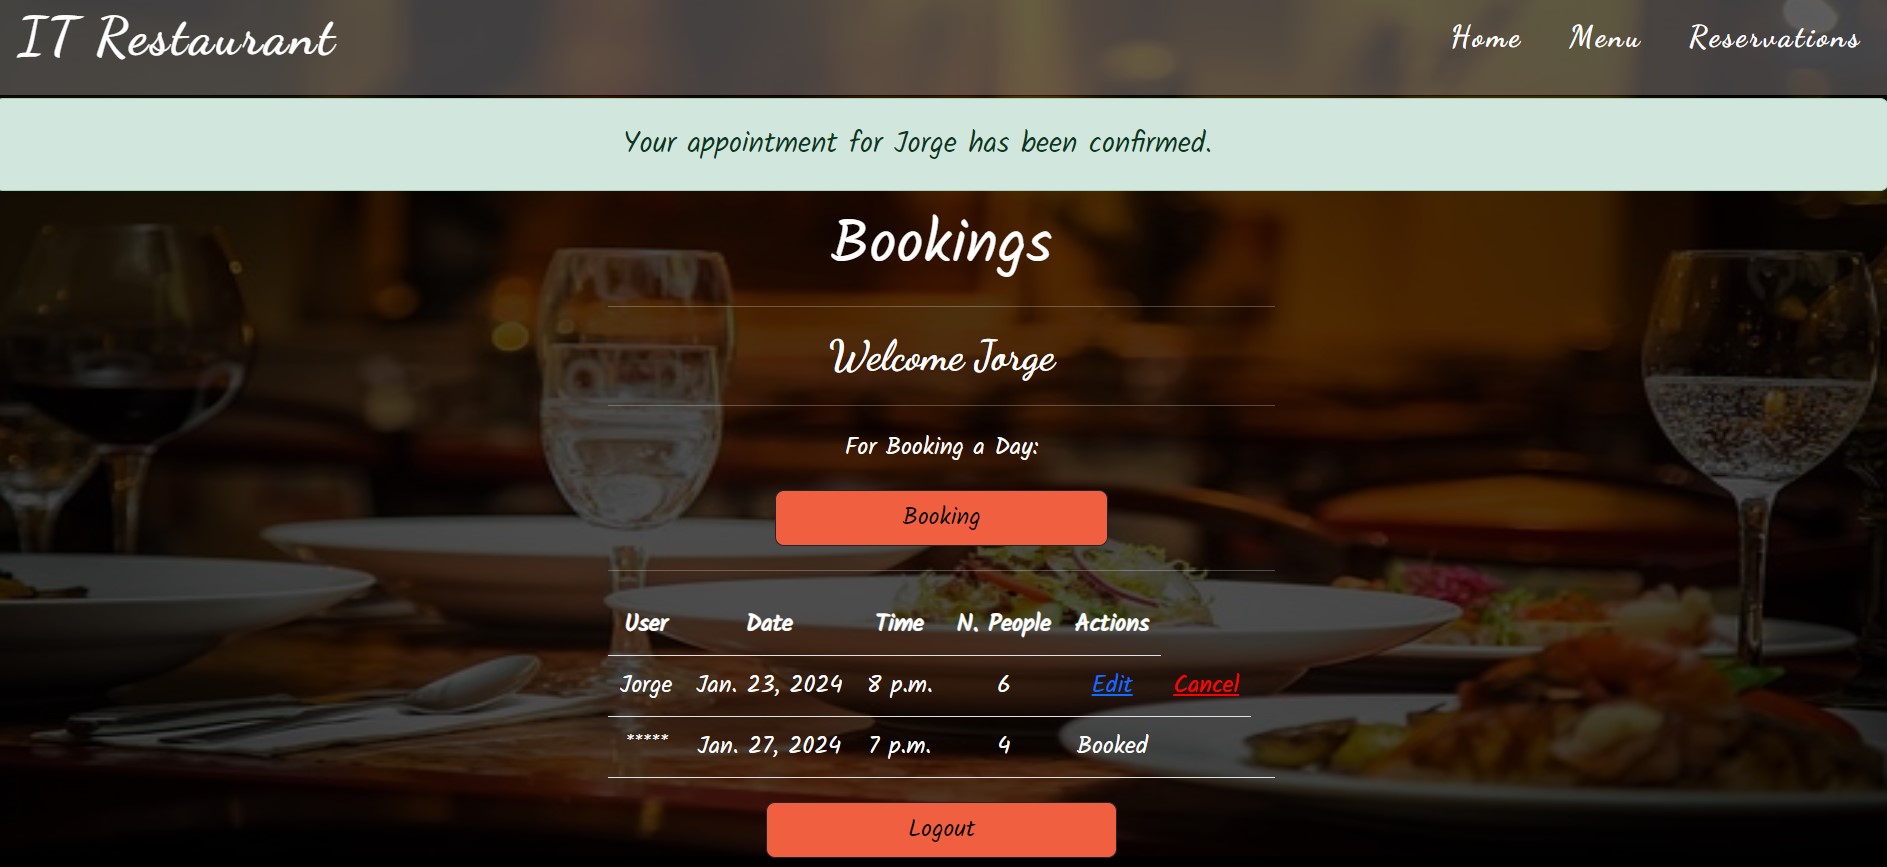 IT Restaurant Home Menu Reservations
Your appointment for Jorge has been confirmed.
Bookings
Welcome Jorge
For Booking a Day:
Booking
User Date Time N. People Actions
Jorge Jan. 23, 2024 8 p.m. 6 Edit Cancel
***** Jan. 27, 2024 7 p.m. 4 Booked
Logout